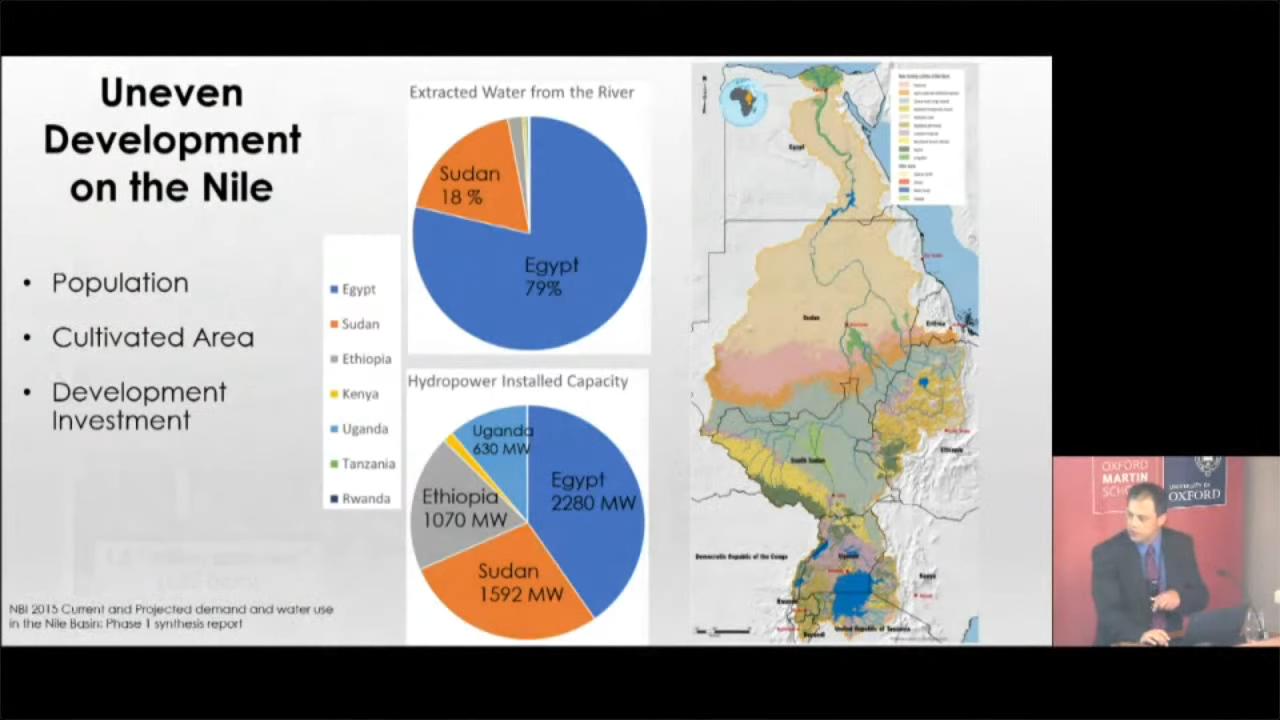 Uneven
Development
on the Nile
• Population
• Cultivated Area
• Development
Investment
NBI 2015 Current and Projected demand and water use
in the Nile Basin: Phase 1 synthesis report
Egypt
Sudan
Ethiopia
Kenya
Uganda
Tanzania
Rwanda
Extracted Water from the River
Sudan
18 %
Egypt
79%
Hydropower Installed Capacity
Uganda
630 MW
Egypt
2280 MW
Ethiopia
1070 MW
Sudan
1592 MW
Egypt
Sudan
Eritrea
Ethiopia
South Sudan
Democratic Republic of the Congo
Uganda
Kenya
Rwanda
Burundi
United Republic of Tanzania
OXFORD
MARTIN
SCHO
UNIVERSITY OF
OXFORD